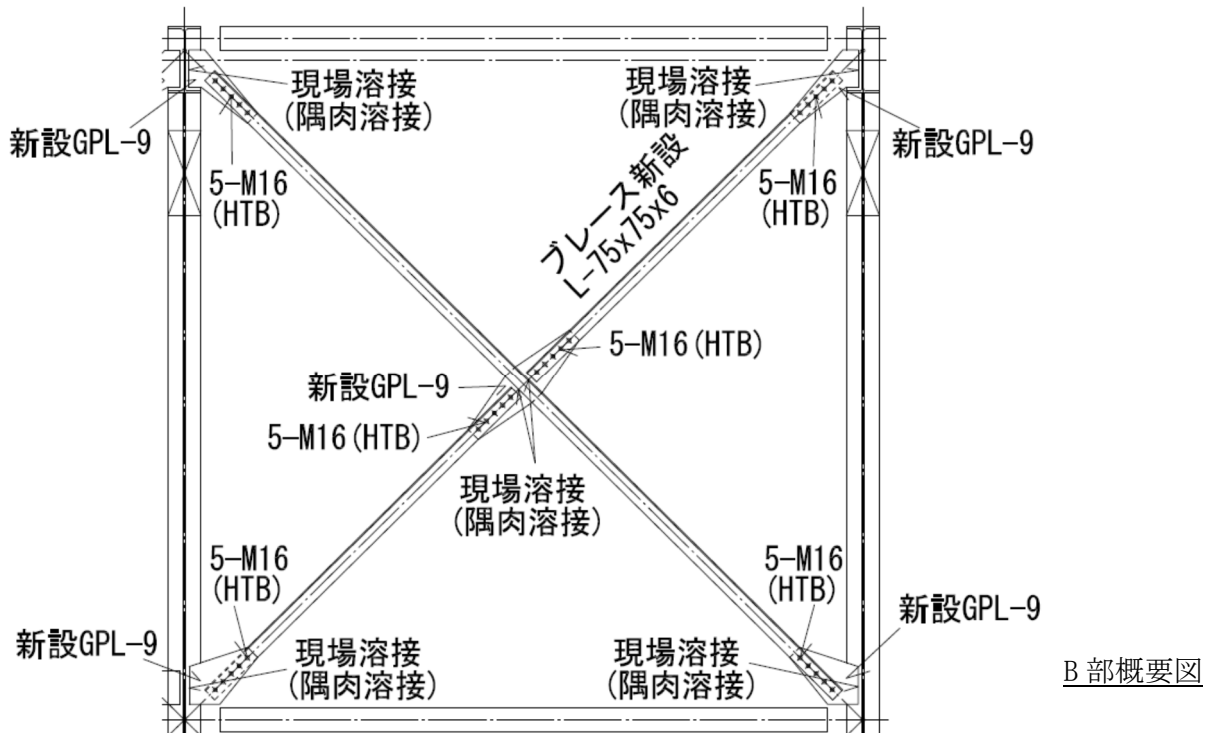 現場溶接
(隅肉溶接)
現場溶接
(隅肉溶接)
新設GPL-9
新設GPL-9
5-M16
(HTB)
5-M16
(HTB)
ブレース新設
L-75x75x6
5-M16(HTB)
新設GPL-9
5-M16(HTB)
現場溶接
(隅肉溶接)
5-M16
(HTB)
5-M16
(HTB)
新設GPL-9
新設GPL-9
現場溶接
(隅肉溶接)
現場溶接
(隅肉溶接)
B部概要図